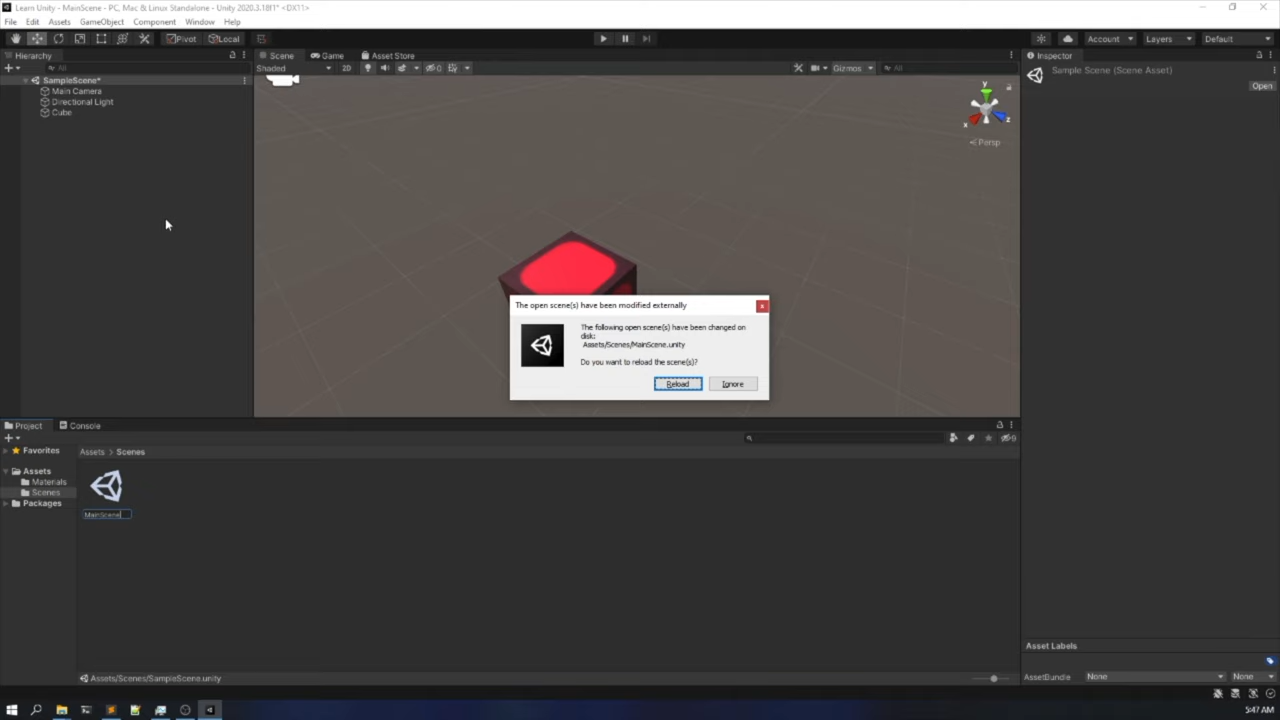 Learn Unity - MainScene - PC, Mac & Linux Standalone - Unity 2020.3.18f1* <DX11>
File Edit Assets GameObject Component Window Help
Pivot Local Account Layers Default
Hierarchy Scene Game Asset Store Inspector
All Shaded 2D 0 Gizmos All
Sample Scene (Scene Asset)
Open
SampleScene*
Main Camera
Directional Light
Cube
y
x z
Persp
The open scene(s) have been modified externally
The following open scene(s) have been changed on
disk:
Assets/Scenes/MainScene.unity
Do you want to reload the scene(s)?
Reload Ignore
Project Console
Favorites
Assets > Scenes
Assets
Materials
Scenes
Packages
MainScene
Assets/Scenes/SampleScene.unity
Asset Labels
AssetBundle None None
5:47 AM